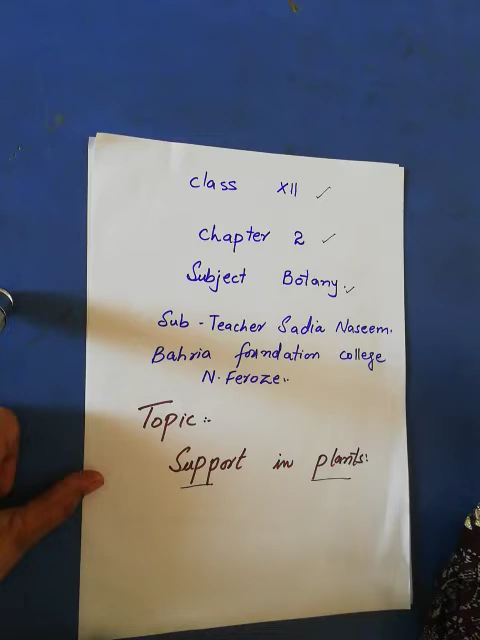 class XII
chapter 2
Subject Botany.
Sub-Teacher Sadia Naseem.
Bahria foundation college
N. Feroze..
Topic:.
Support in plants: